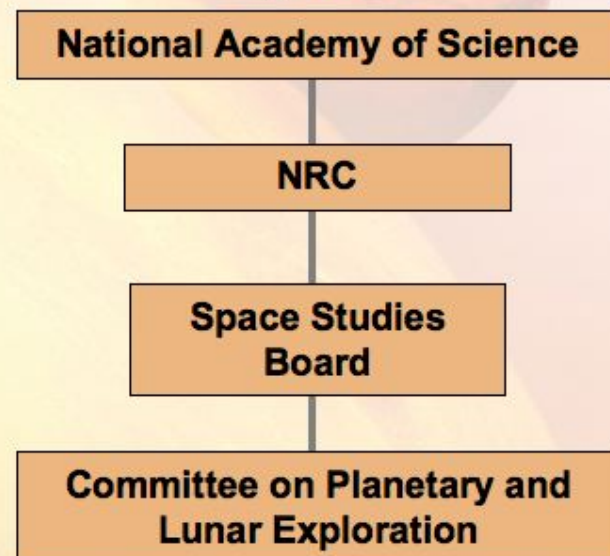 National Academy of Science
NRC
Space Studies
Board
Committee on Planetary and
Lunar Exploration